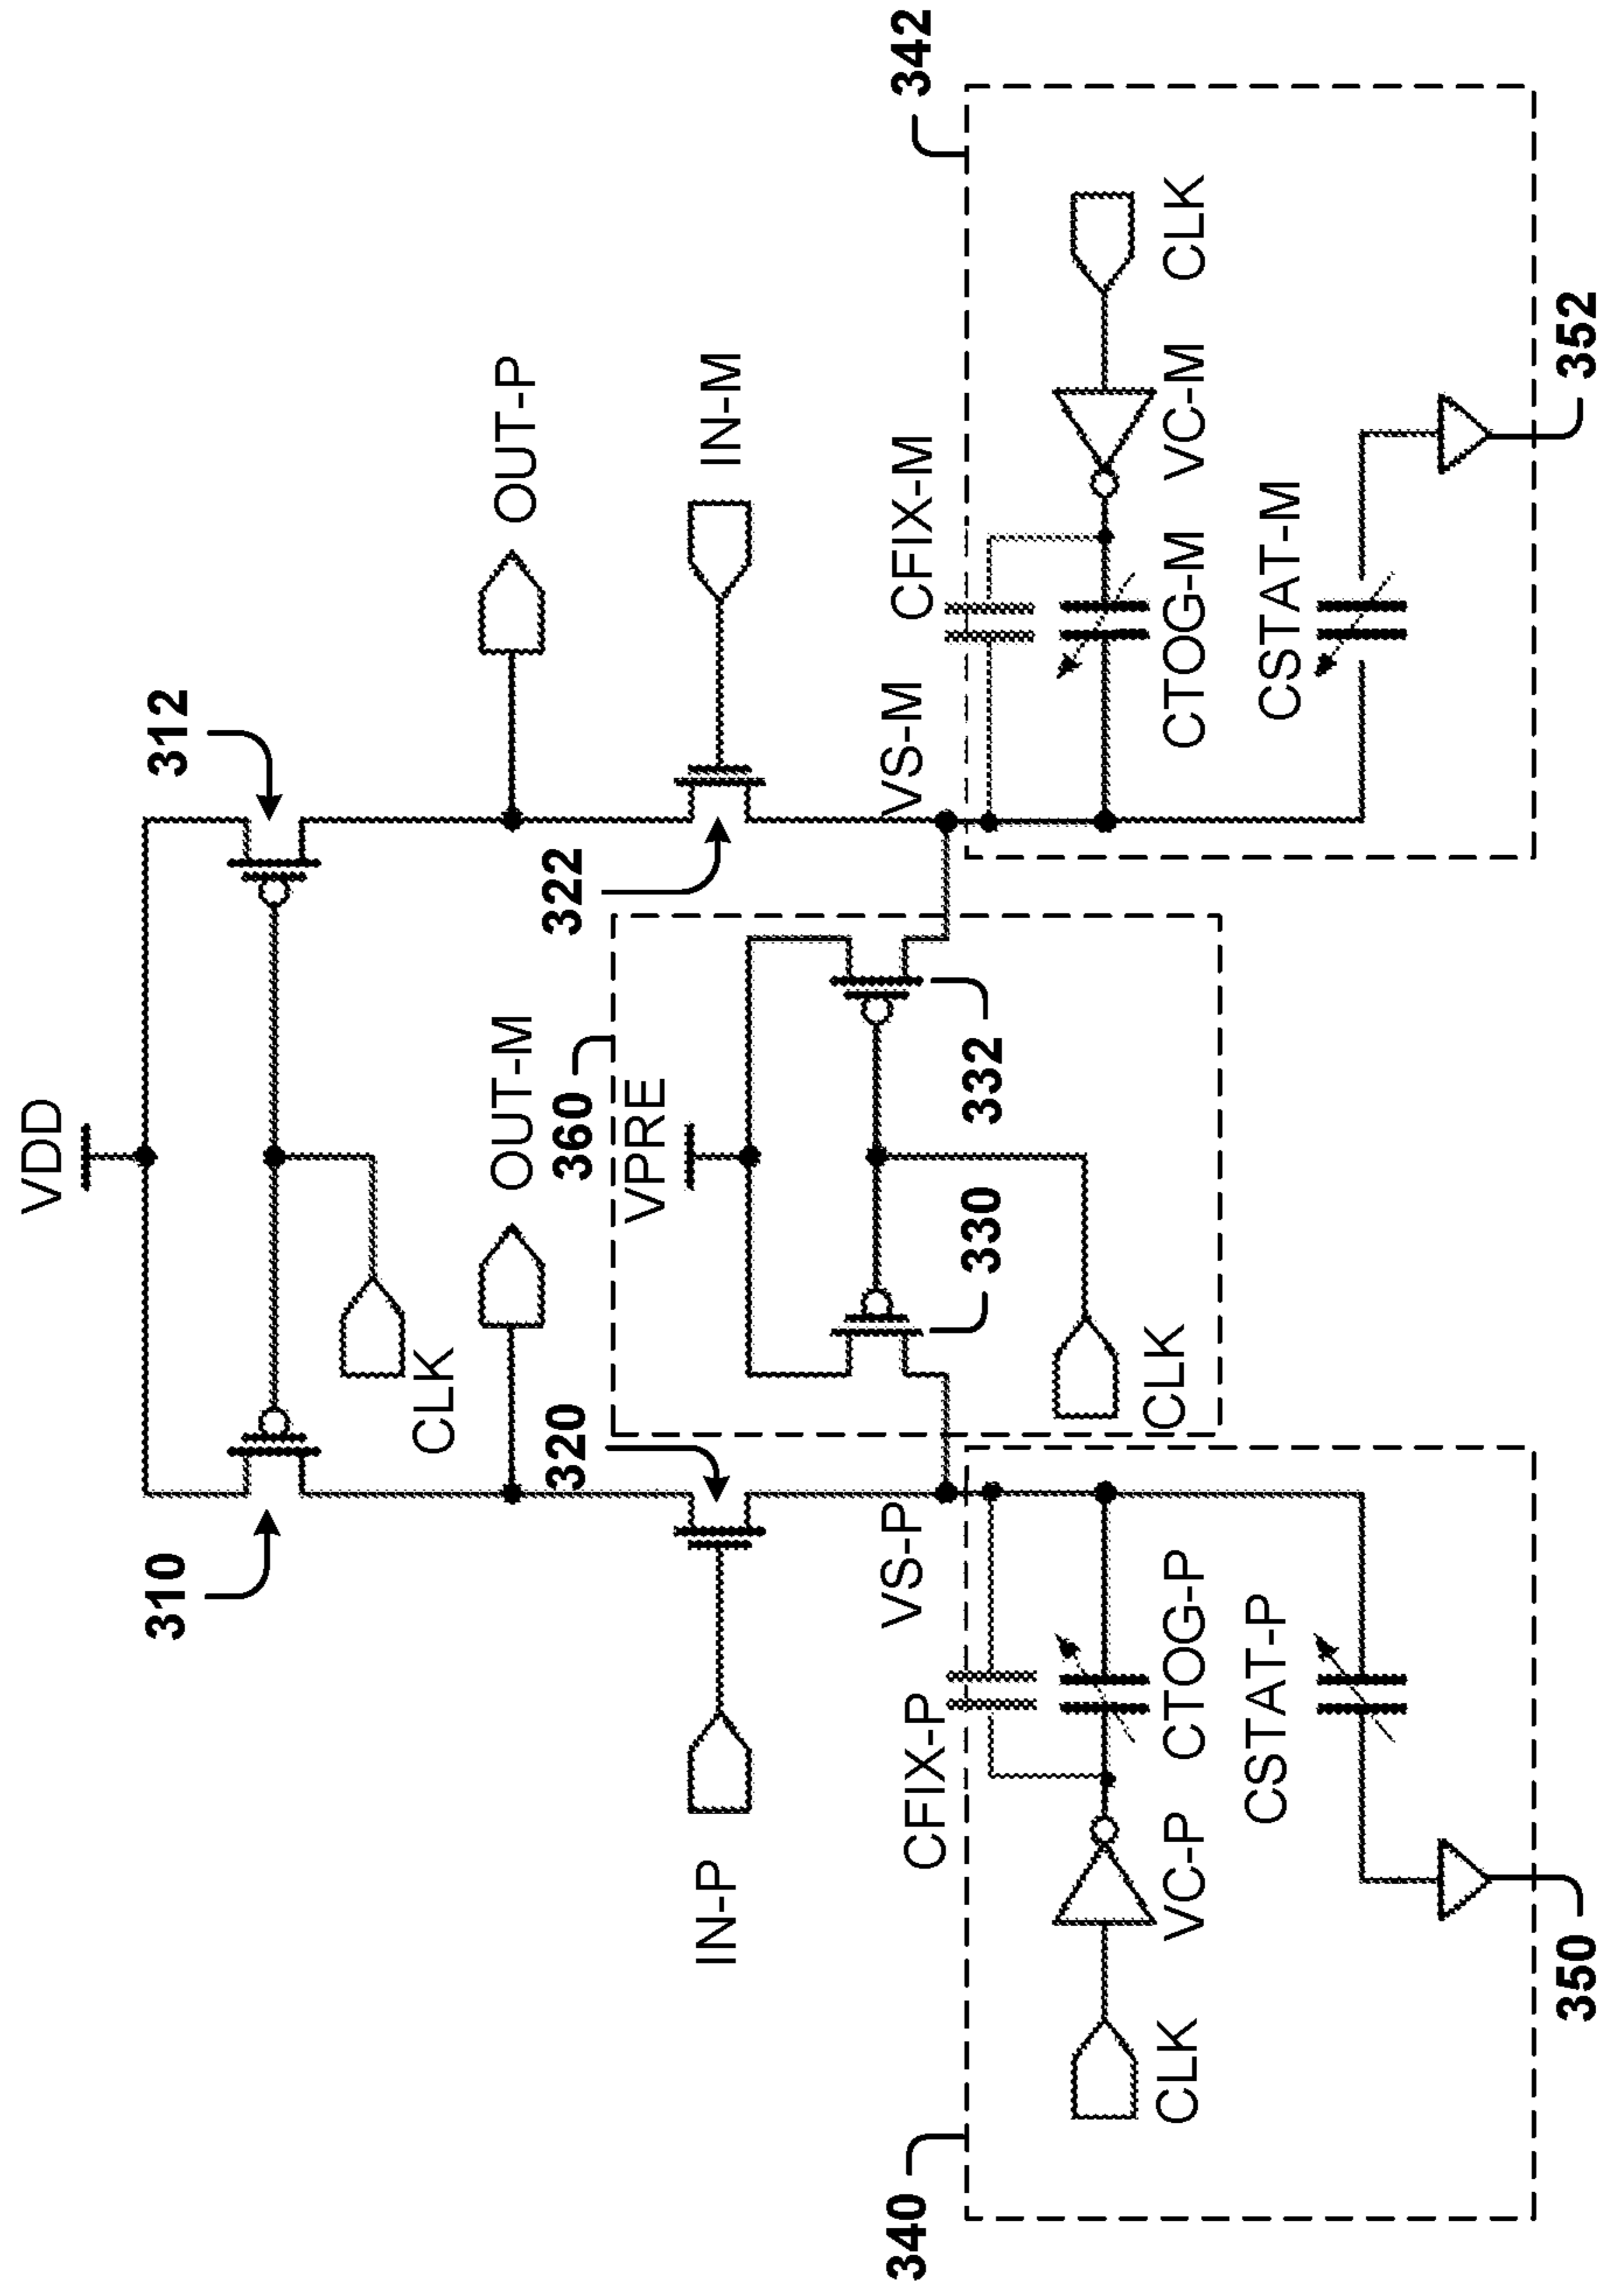 VDD
310
312
CLK
OUT-M
OUT-P
320
322
IN-P
IN-M
360
VPRE
330
332
CLK
VS-P
VS-M
340
342
CFIX-P
CFIX-M
CLK
VC-P
CTOG-P
CTOG-M
VC-M
CLK
CSTAT-P
CSTAT-M
350
352